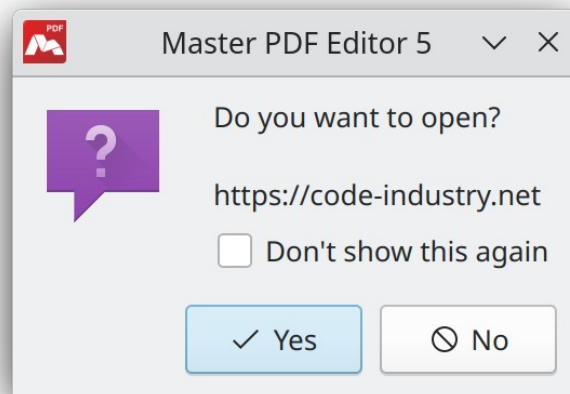 PDF
Master PDF Editor 5
?
Do you want to open?
https://code-industry.net
Don't show this again
Yes
No